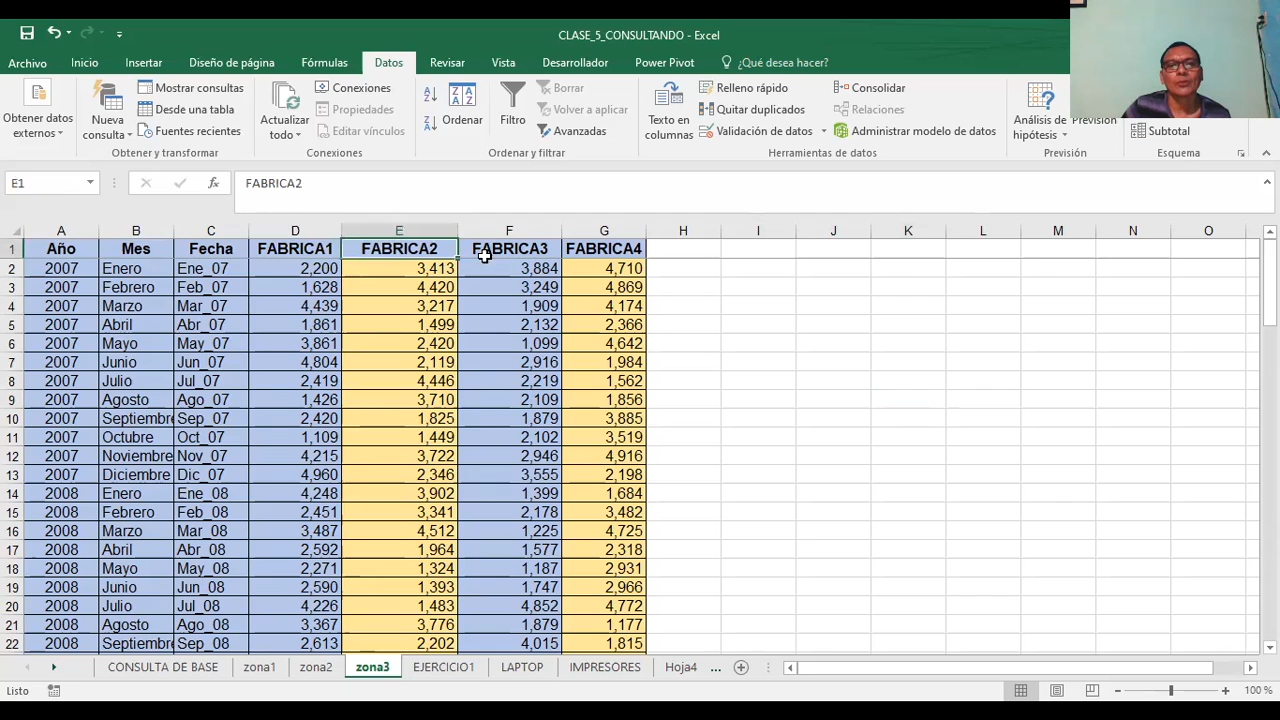 CLASE_5_CONSULTANDO - Excel
Archivo Inicio Insertar Diseño de página Fórmulas Datos Revisar Vista Desarrollador Power Pivot ¿Qué desea hacer?
Obtener datos externos
Nueva consulta
Mostrar consultas
Desde una tabla
Fuentes recientes
Obtener y transformar
Actualizar todo
Conexiones
Propiedades
Editar vínculos
Conexiones
Ordenar
Filtro
Borrar
Volver a aplicar
Avanzadas
Ordenar y filtrar
Texto en columnas
Relleno rápido
Quitar duplicados
Validación de datos
Consolidar
Relaciones
Administrar modelo de datos
Herramientas de datos
Análisis de hipótesis
Previsión
Previsión
Subtotal
Esquema
E1 fx FABRICA2
A B C D E F G H I J K L M N O
1 Año Mes Fecha FABRICA1 FABRICA2 FABRICA3 FABRICA4
2 2007 Enero Ene_07 2,200 3,413 3,884 4,710
3 2007 Febrero Feb_07 1,628 4,420 3,249 4,869
4 2007 Marzo Mar_07 4,439 3,217 1,909 4,174
5 2007 Abril Abr_07 1,861 1,499 2,132 2,366
6 2007 Mayo May_07 3,861 2,420 1,099 4,642
7 2007 Junio Jun_07 4,804 2,119 2,916 1,984
8 2007 Julio Jul_07 2,419 4,446 2,219 1,562
9 2007 Agosto Ago_07 1,426 3,710 2,109 1,856
10 2007 Septiembre Sep_07 2,420 1,825 1,879 3,885
11 2007 Octubre Oct_07 1,109 1,449 2,102 3,519
12 2007 Noviembre Nov_07 4,215 3,722 2,946 4,916
13 2007 Diciembre Dic_07 4,960 2,346 3,555 2,198
14 2008 Enero Ene_08 4,248 3,902 1,399 1,684
15 2008 Febrero Feb_08 2,451 3,341 2,178 3,482
16 2008 Marzo Mar_08 3,487 4,512 1,225 4,725
17 2008 Abril Abr_08 2,592 1,964 1,577 2,318
18 2008 Mayo May_08 2,271 1,324 1,187 2,931
19 2008 Junio Jun_08 2,590 1,393 1,747 2,966
20 2008 Julio Jul_08 4,226 1,483 4,852 4,772
21 2008 Agosto Ago_08 3,367 3,776 1,879 1,177
22 2008 Septiembre Sep_08 2,613 2,202 4,015 1,815
CONSULTA DE BASE zona1 zona2 zona3 EJERCICIO1 LAPTOP IMPRESORES Hoja4 ...
Listo 100 %